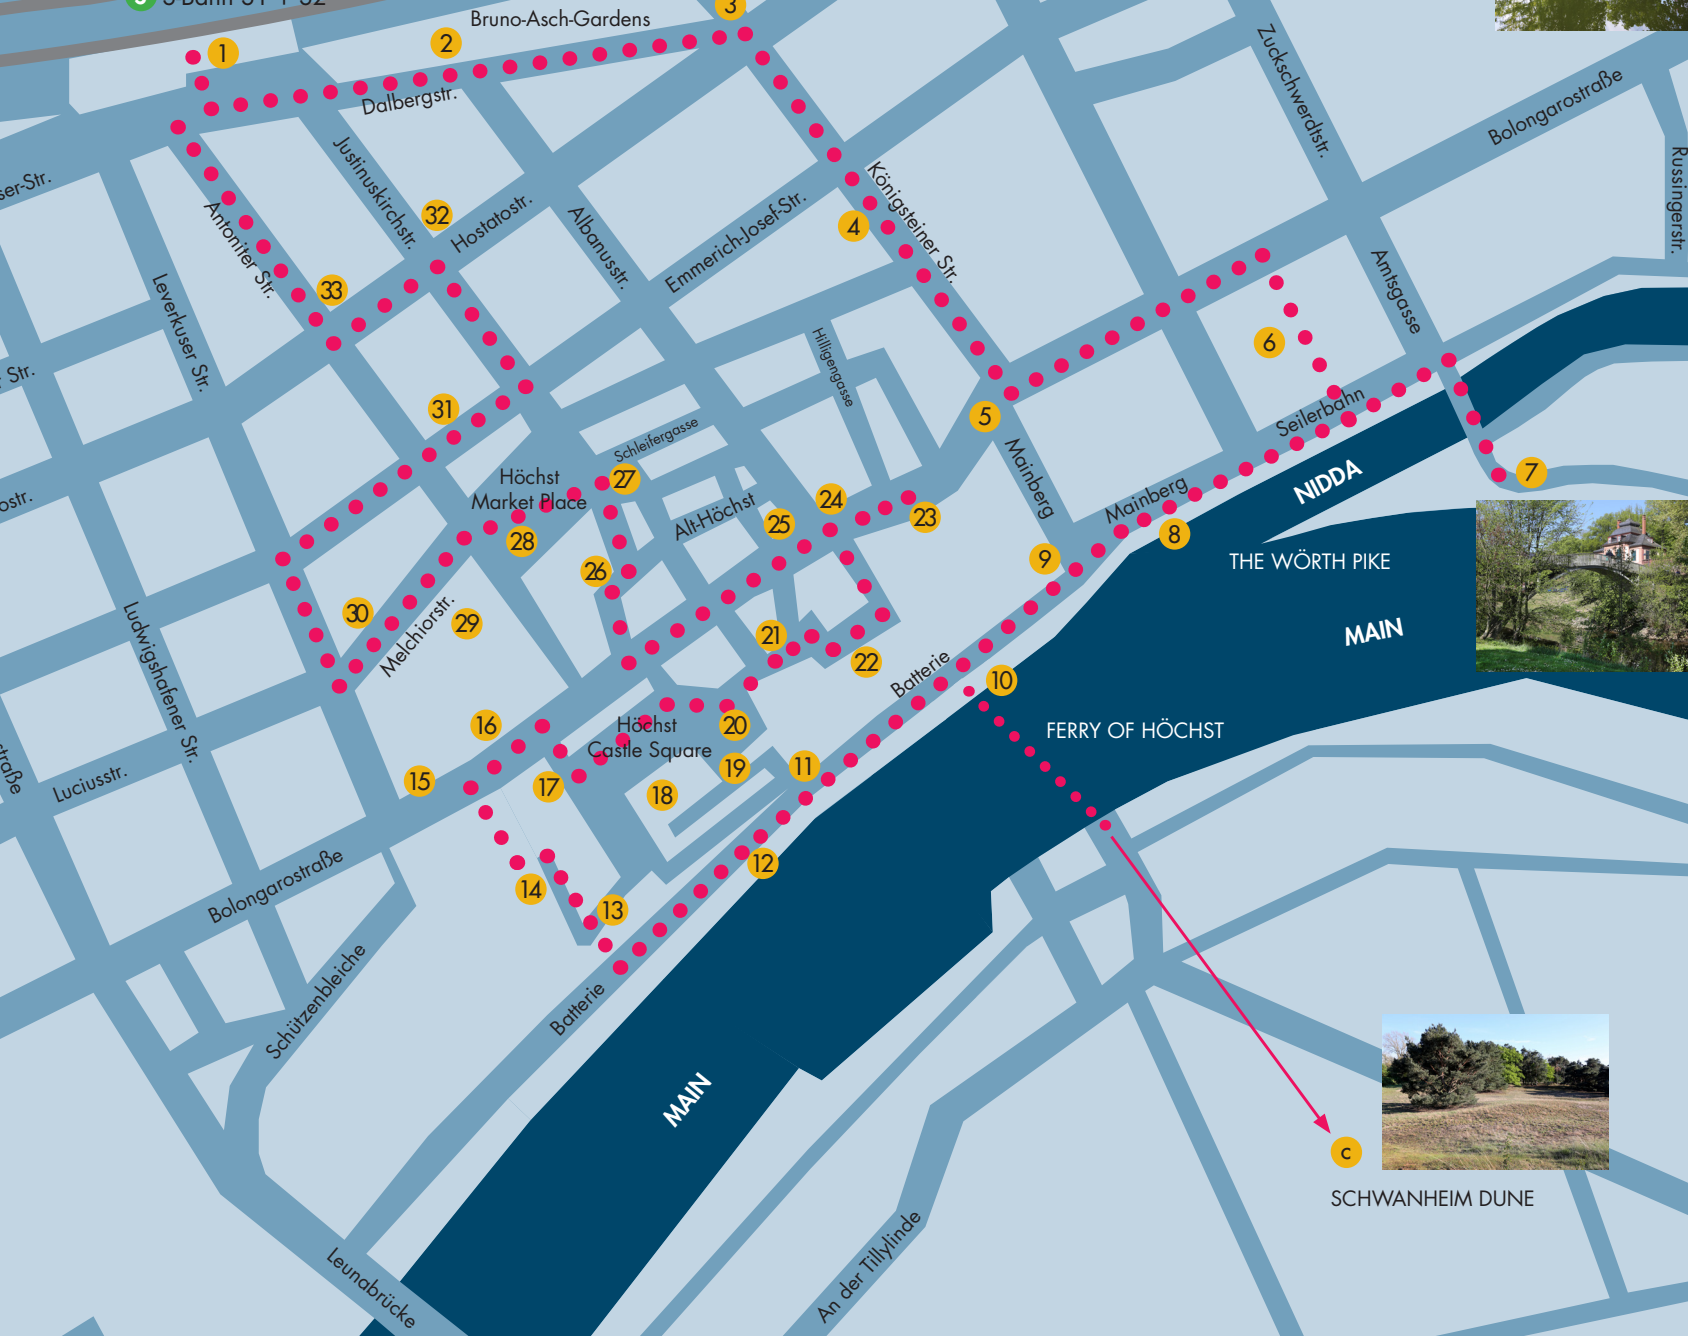 S-Bahn S1 + S2
Bruno-Asch-Gardens
3
1
2
Dalbergstr.
Zuckschwerdtstr.
Bolongarostraße
Russingerstr.
ser-Str.
Justinuskirchstr.
Antoniter Str.
32
Hostatostr.
Albanusstr.
Emmerich-Josef-Str.
4
Königsteiner Str.
33
Leverkuser Str.
Str.
Amtsgasse
6
Hilligengasse
31
5
Seilerbahn
Schleifergasse
Höchst
Market Place
27
Mainberg
NIDDA
7
ostr.
28
Alt-Höchst
25
24
23
Mainberg
8
26
9
THE WÖRTH PIKE
30
Melchiorstr.
29
21
22
MAIN
Ludwigshafener Str.
Batterie
10
16
Höchst
Castle Square
20
FERRY OF HÖCHST
straße
Luciusstr.
15
17
18
19
11
12
Bolongarostraße
14
13
Schützenbleiche
Batterie
MAIN
c
SCHWANHEIM DUNE
Leunabrücke
An der Tillylinde